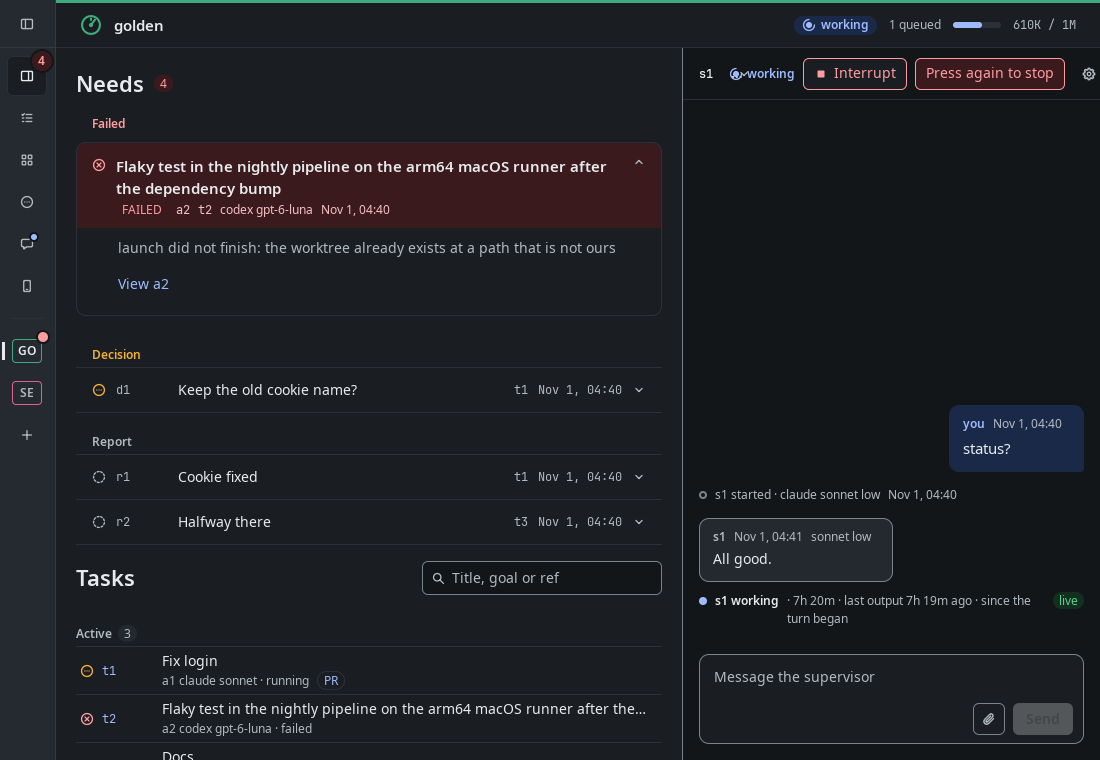 golden
working
1 queued
610K / 1M
4
GO
SE
Needs 4
Failed
Flaky test in the nightly pipeline on the arm64 macOS runner after
the dependency bump
FAILED a2 t2 codex gpt-6-luna Nov 1, 04:40
launch did not finish: the worktree already exists at a path that is not ours
View a2
Decision
d1 Keep the old cookie name? t1 Nov 1, 04:40
Report
r1 Cookie fixed t1 Nov 1, 04:40
r2 Halfway there t3 Nov 1, 04:40
Tasks
Title, goal or ref
Active 3
t1 Fix login
a1 claude sonnet · running PR
t2 Flaky test in the nightly pipeline on the arm64 macOS runner after the…
a2 codex gpt-6-luna · failed
Docs
s1 working Interrupt Press again to stop
you Nov 1, 04:40
status?
s1 started · claude sonnet low Nov 1, 04:40
s1 Nov 1, 04:41 sonnet low
All good.
s1 working · 7h 20m · last output 7h 19m ago · since the
turn began
live
Message the supervisor
Send